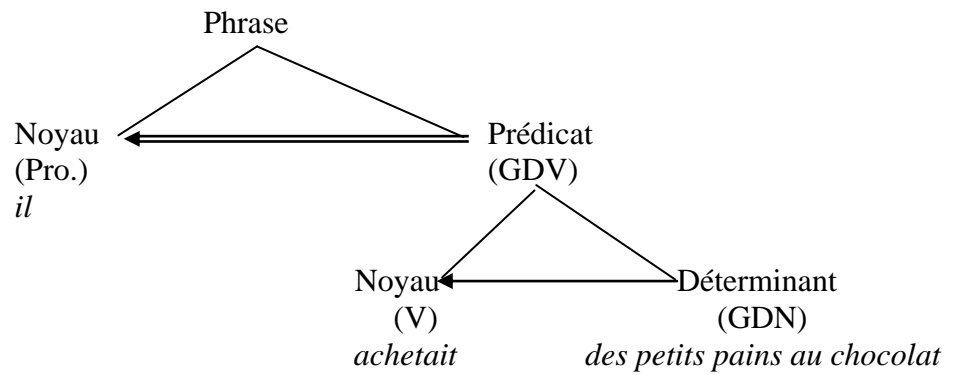 Phrase
Noyau Prédicat
(Pro.) (GDV)
il
Noyau Déterminant
(V) (GDN)
achetait des petits pains au chocolat